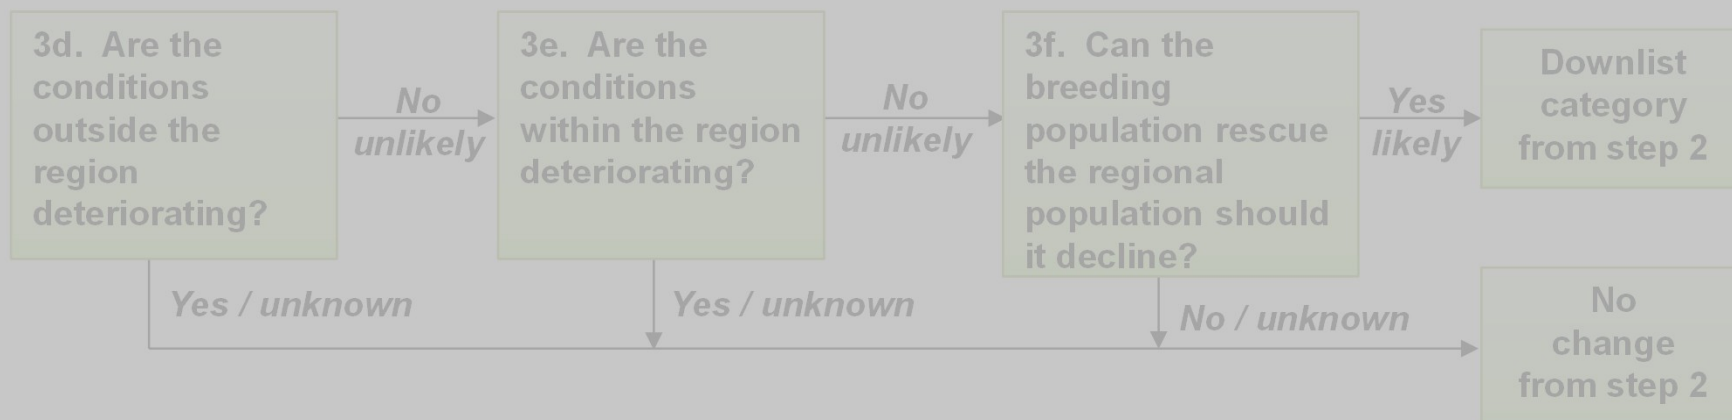 3d. Are the
conditions
outside the
region
deteriorating?
No
unlikely
3e. Are the
conditions
within the region
deteriorating?
No
unlikely
3f. Can the
breeding
population rescue
the regional
population should
it decline?
Yes
likely
Downlist
category
from step 2
Yes / unknown
Yes / unknown
No / unknown
No
change
from step 2